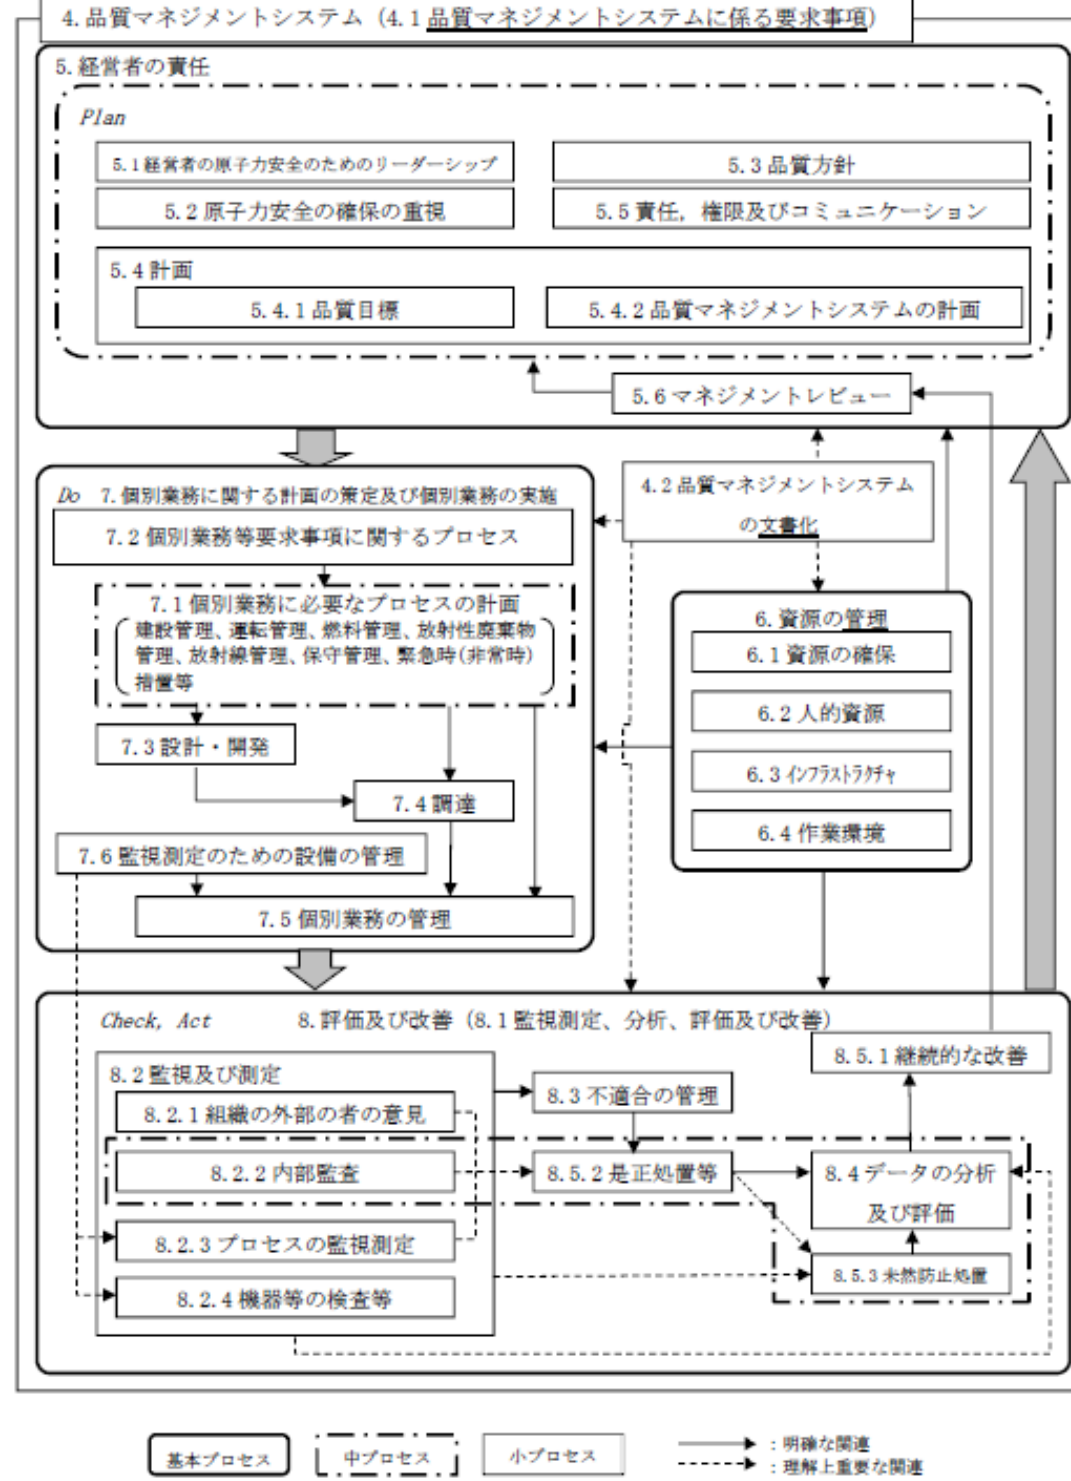 4.品質マネジメントシステム（4.1品質マネジメントシステムに係る要求事項）
5.経営者の責任
Plan
5.1経営者の原子力安全のためのリーダーシップ
5.3品質方針
5.2原子力安全の確保の重視
5.5責任，権限及びコミュニケーション
5.4計画
5.4.1品質目標
5.4.2品質マネジメントシステムの計画
5.6マネジメントレビュー
Do 7.個別業務に関する計画の策定及び個別業務の実施
7.2個別業務等要求事項に関するプロセス
4.2品質マネジメントシステム
の文書化
7.1個別業務に必要なプロセスの計画
建設管理、運転管理、燃料管理、放射性廃棄物
管理、放射線管理、保守管理、緊急時(非常時)
措置等
6.資源の管理
6.1資源の確保
6.2人的資源
6.3ｲﾝﾌﾗｽﾄﾗｸﾁｬ
6.4作業環境
7.3設計・開発
7.4調達
7.6監視測定のための設備の管理
7.5個別業務の管理
Check, Act 8.評価及び改善（8.1監視測定、分析、評価及び改善）
8.5.1継続的な改善
8.2監視及び測定
8.3不適合の管理
8.2.1組織の外部の者の意見
8.2.2内部監査
8.5.2是正処置等
8.4データの分析
及び評価
8.2.3プロセスの監視測定
8.5.3未然防止処置
8.2.4機器等の検査等
基本プロセス
中プロセス
小プロセス
：明確な関連
：理解上重要な関連